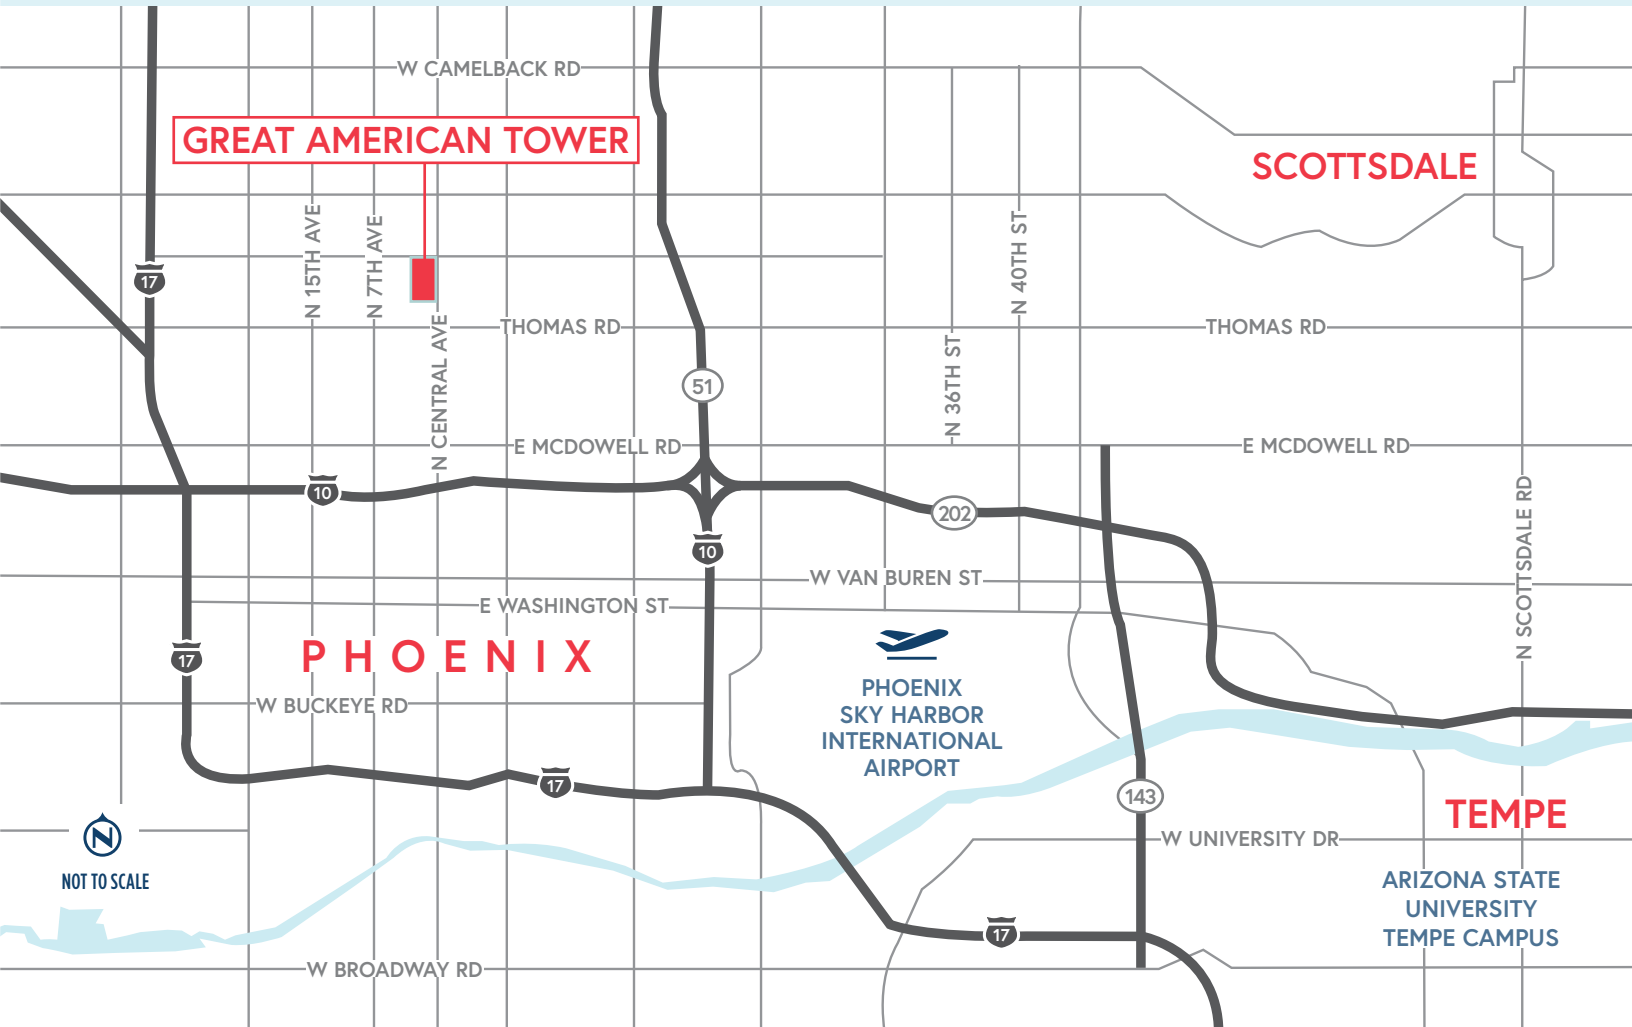 W CAMELBACK RD
GREAT AMERICAN TOWER
SCOTTSDALE
N 15TH AVE
N 7TH AVE
N 40TH ST
17
N CENTRAL AVE
THOMAS RD
THOMAS RD
N 36TH ST
51
E MCDOWELL RD
E MCDOWELL RD
10
202
N SCOTTSDALE RD
10
W VAN BUREN ST
E WASHINGTON ST
PHOENIX
17
PHOENIX
SKY HARBOR
INTERNATIONAL
AIRPORT
W BUCKEYE RD
17
143
TEMPE
N
NOT TO SCALE
W UNIVERSITY DR
ARIZONA STATE
UNIVERSITY
TEMPE CAMPUS
17
W BROADWAY RD